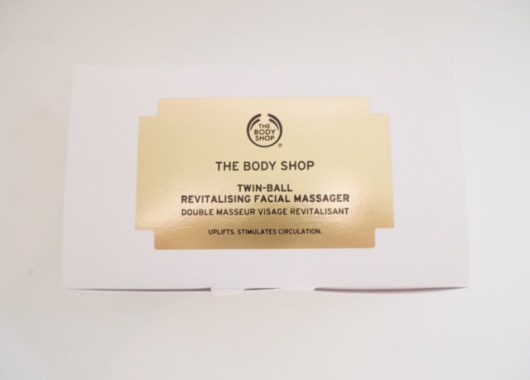 THE
BODY
SHOP
®
THE BODY SHOP
TWIN-BALL
REVITALISING FACIAL MASSAGER
DOUBLE MASSEUR VISAGE REVITALISANT
UPLIFTS. STIMULATES CIRCULATION.